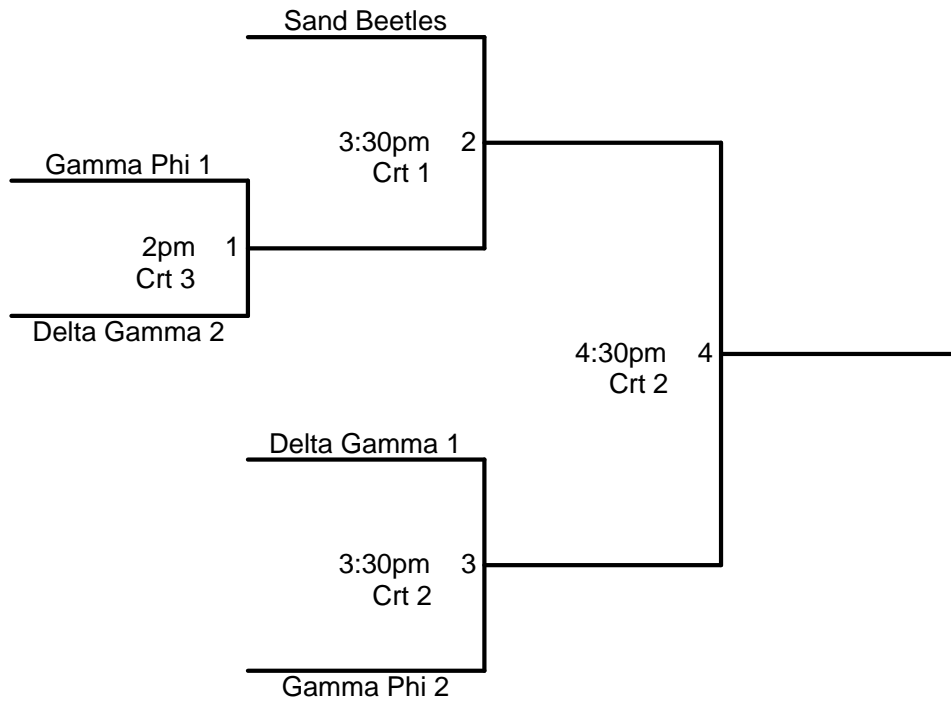 Sand Beetles
3:30pm 2
Crt 1
Gamma Phi 1
2pm 1
Crt 3
Delta Gamma 2
4:30pm 4
Crt 2
Delta Gamma 1
3:30pm 3
Crt 2
Gamma Phi 2